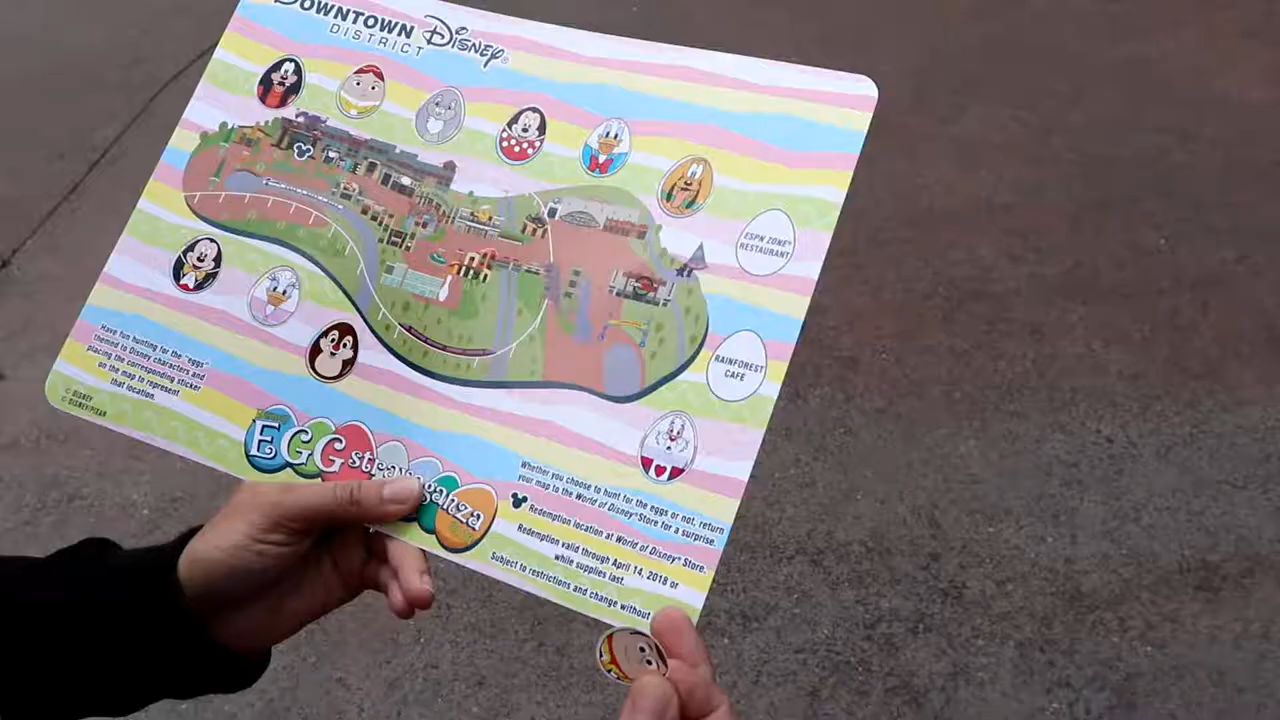 DOWNTOWN DISNEY®
DISTRICT
ESPN ZONE®
RESTAURANT
RAINFOREST
CAFE
Have fun hunting for the "eggs"
themed to Disney characters and
placing the corresponding sticker
on the map to represent
that location.
© DISNEY
© DISNEY/PIXAR
EGGstravaganza
Whether you choose to hunt for the eggs or not, return
your map to the World of Disney® Store for a surprise.
Redemption location at World of Disney® Store.
Redemption valid through April 14, 2018 or
while supplies last.
Subject to restrictions and change without